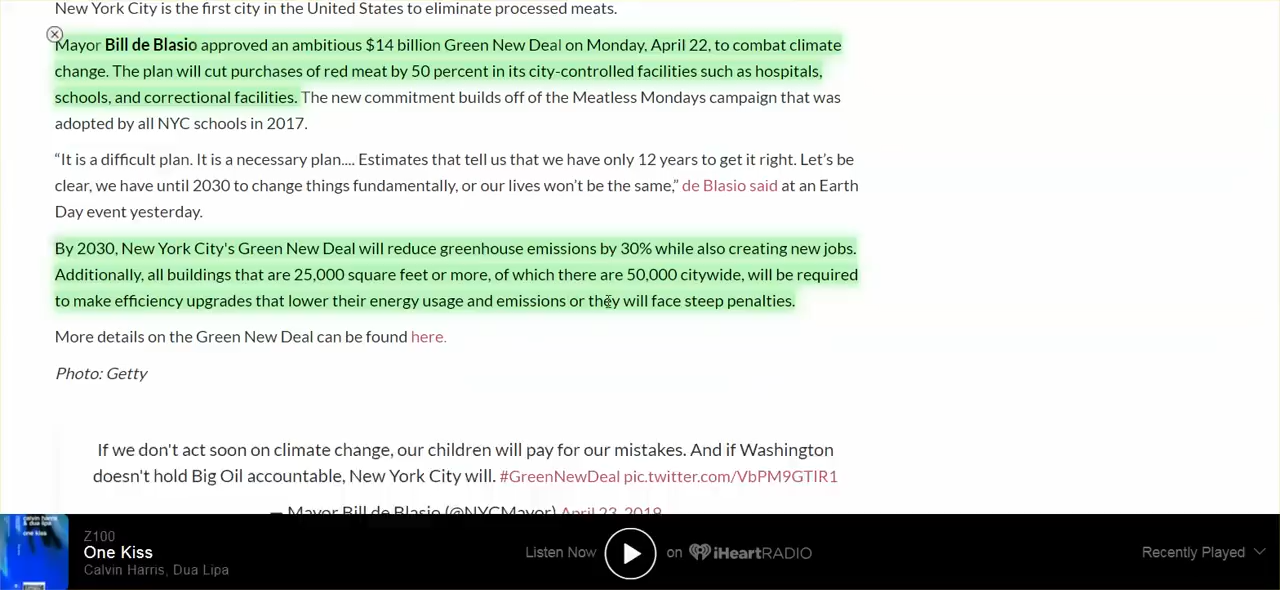 New York City is the first city in the United States to eliminate processed meats.
Mayor Bill de Blasio approved an ambitious $14 billion Green New Deal on Monday, April 22, to combat climate
change. The plan will cut purchases of red meat by 50 percent in its city-controlled facilities such as hospitals,
schools, and correctional facilities. The new commitment builds off of the Meatless Mondays campaign that was
adopted by all NYC schools in 2017.
“It is a difficult plan. It is a necessary plan.... Estimates that tell us that we have only 12 years to get it right. Let’s be
clear, we have until 2030 to change things fundamentally, or our lives won’t be the same,” de Blasio said at an Earth
Day event yesterday.
By 2030, New York City's Green New Deal will reduce greenhouse emissions by 30% while also creating new jobs.
Additionally, all buildings that are 25,000 square feet or more, of which there are 50,000 citywide, will be required
to make efficiency upgrades that lower their energy usage and emissions or they will face steep penalties.
More details on the Green New Deal can be found here.
Photo: Getty
If we don't act soon on climate change, our children will pay for our mistakes. And if Washington
doesn't hold Big Oil accountable, New York City will. #GreenNewDeal pic.twitter.com/VbPM9GTIR1
— Mayor Bill de Blasio (@NYCMayor) April 23, 2019
calvin harris
& dua lipa
one kiss
Z100
One Kiss
Calvin Harris, Dua Lipa
Listen Now on iHeartRADIO
Recently Played